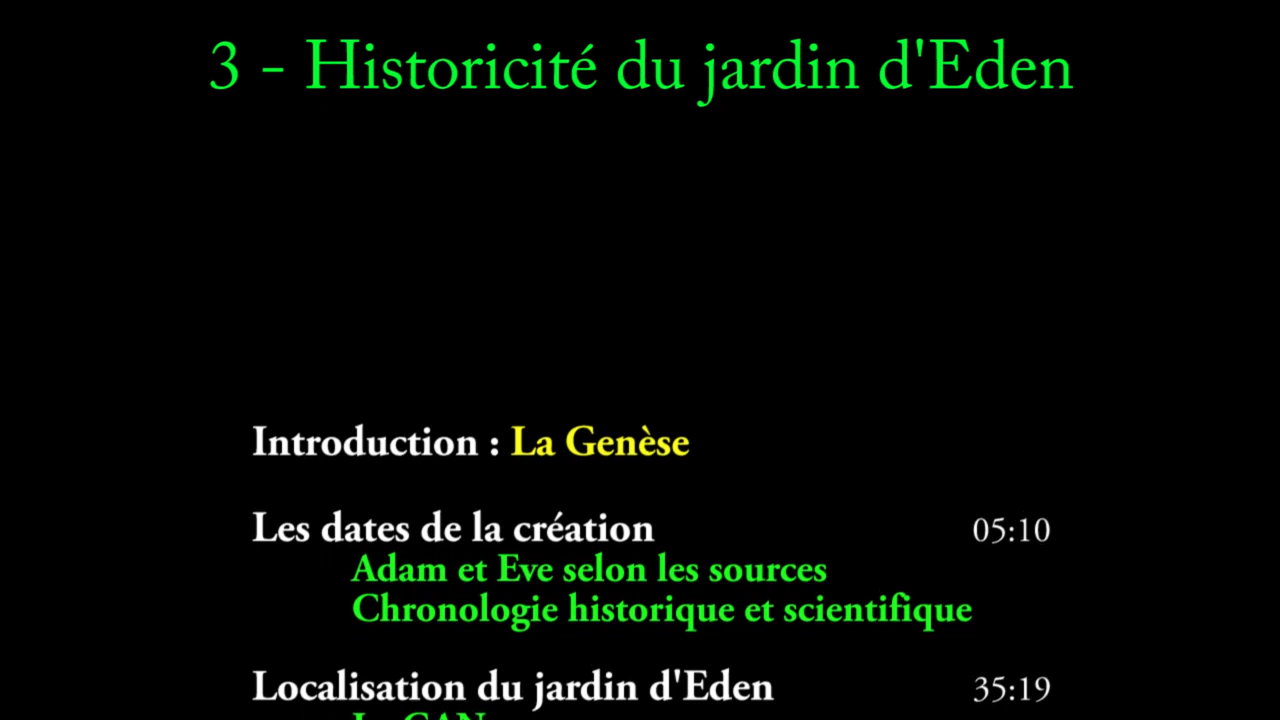 3 - Historicité du jardin d'Eden
Introduction : La Genèse
Les dates de la création 05:10
Adam et Eve selon les sources
Chronologie historique et scientifique
Localisation du jardin d'Eden 35:19